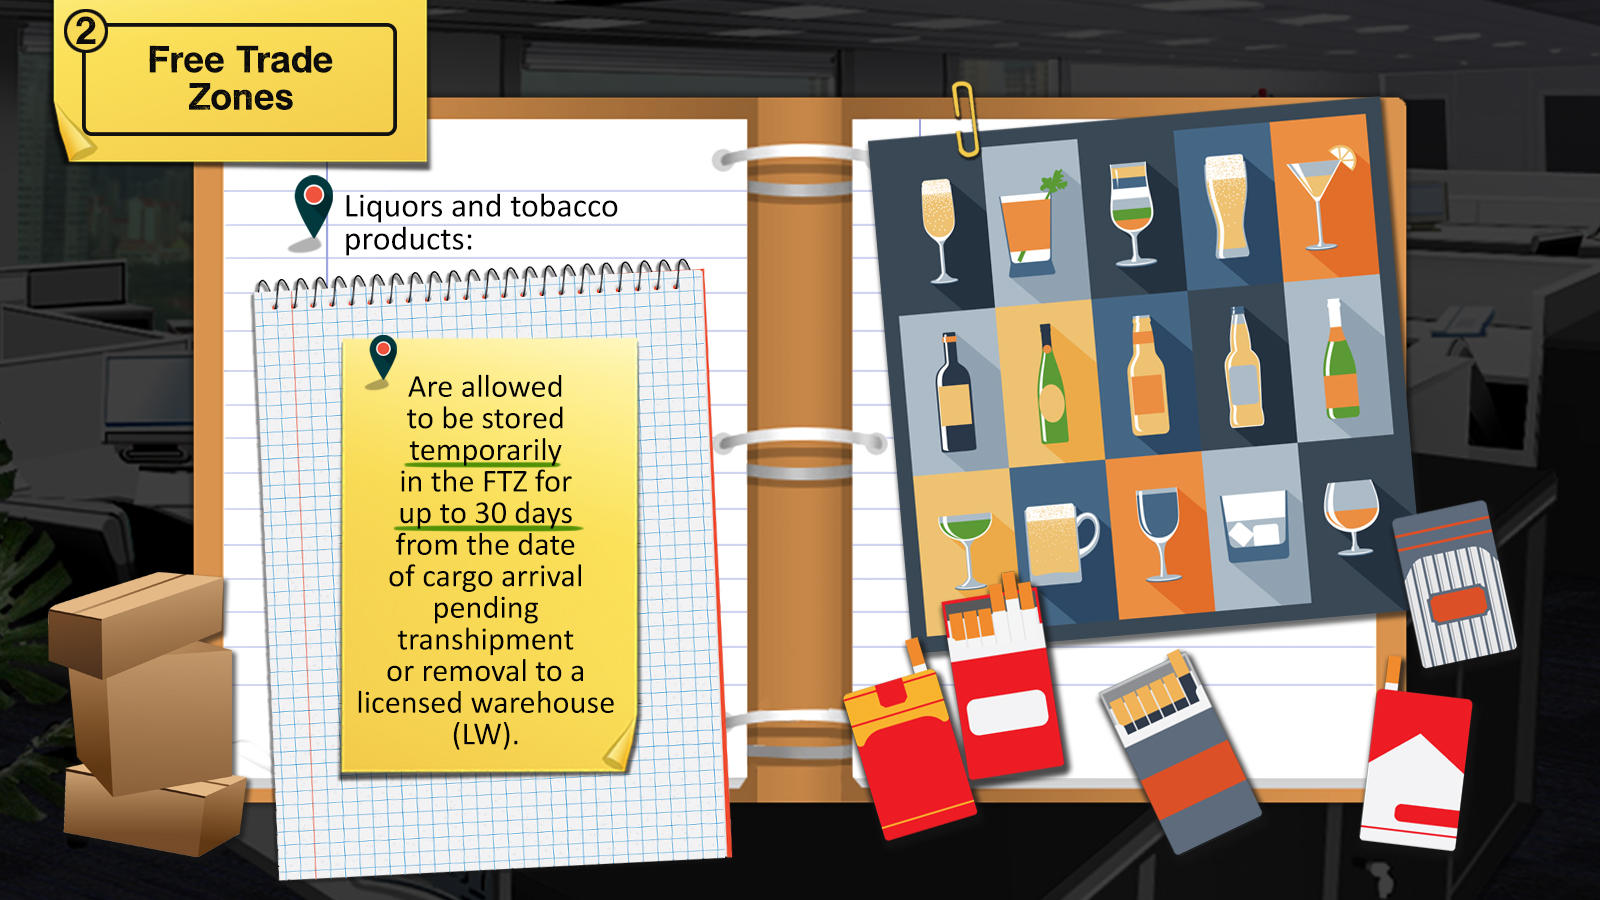 2
Free Trade
Zones
Liquors and tobacco
products:
Are allowed
to be stored
temporarily
in the FTZ for
up to 30 days
from the date
of cargo arrival
pending
transhipment
or removal to a
licensed warehouse
(LW).